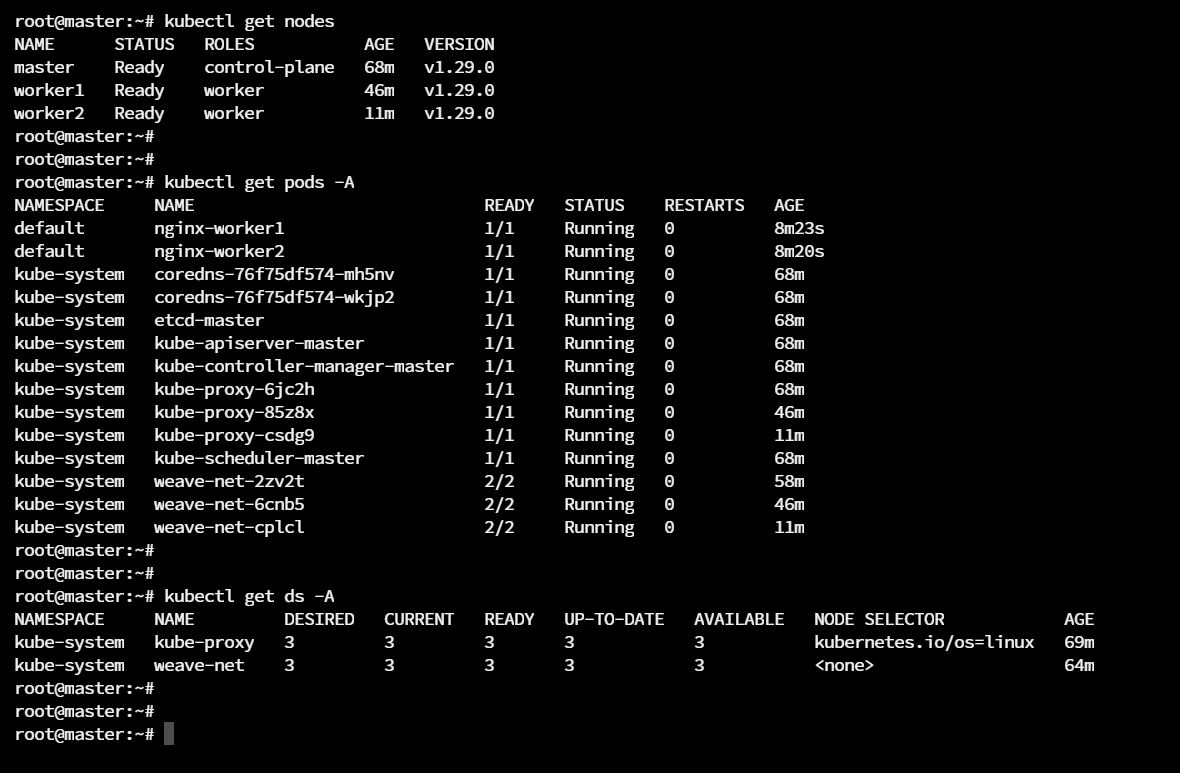 root@master:~# kubectl get nodes
NAME      STATUS   ROLES           AGE   VERSION
master    Ready    control-plane   68m   v1.29.0
worker1   Ready    worker          46m   v1.29.0
worker2   Ready    worker          11m   v1.29.0
root@master:~#
root@master:~#
root@master:~# kubectl get pods -A
NAMESPACE     NAME                             READY   STATUS    RESTARTS   AGE
default       nginx-worker1                    1/1     Running   0          8m23s
default       nginx-worker2                    1/1     Running   0          8m20s
kube-system   coredns-76f75df574-mh5nv         1/1     Running   0          68m
kube-system   coredns-76f75df574-wkjp2         1/1     Running   0          68m
kube-system   etcd-master                      1/1     Running   0          68m
kube-system   kube-apiserver-master            1/1     Running   0          68m
kube-system   kube-controller-manager-master   1/1     Running   0          68m
kube-system   kube-proxy-6jc2h                 1/1     Running   0          68m
kube-system   kube-proxy-85z8x                 1/1     Running   0          46m
kube-system   kube-proxy-csdg9                 1/1     Running   0          11m
kube-system   kube-scheduler-master            1/1     Running   0          68m
kube-system   weave-net-2zv2t                  2/2     Running   0          58m
kube-system   weave-net-6cnb5                  2/2     Running   0          46m
kube-system   weave-net-cplcl                  2/2     Running   0          11m
root@master:~#
root@master:~#
root@master:~# kubectl get ds -A
NAMESPACE     NAME         DESIRED   CURRENT   READY   UP-TO-DATE   AVAILABLE   NODE SELECTOR            AGE
kube-system   kube-proxy   3         3         3       3            3           kubernetes.io/os=linux   69m
kube-system   weave-net    3         3         3       3            3           <none>                   64m
root@master:~#
root@master:~#
root@master:~#